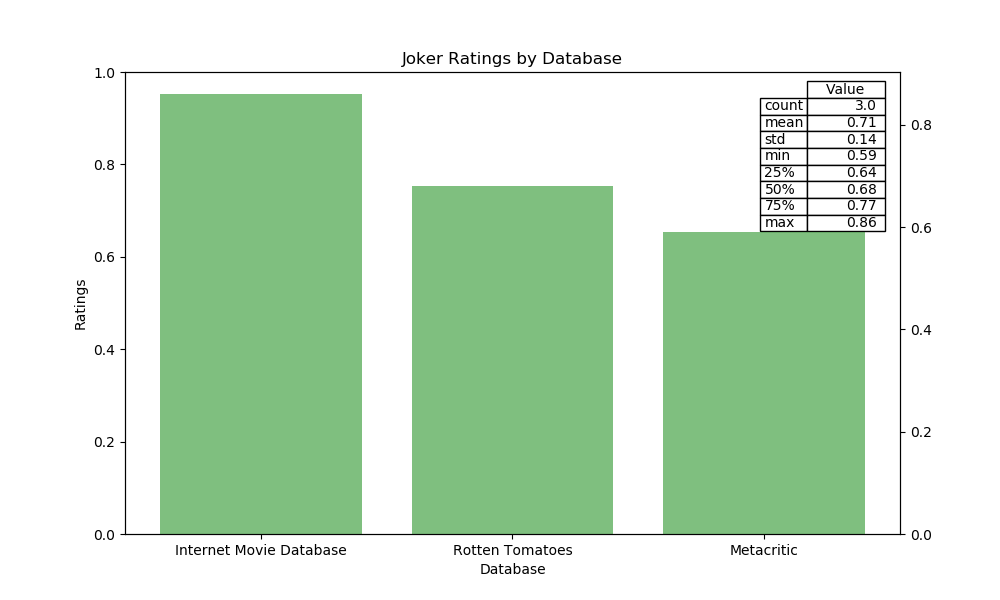 Joker Ratings by Database
1.0
0.8
0.6
0.4
0.2
0.0
Ratings
Value
count 3.0
mean 0.71
std 0.14
min 0.59
25% 0.64
50% 0.68
75% 0.77
max 0.86
0.8
0.6
0.4
0.2
0.0
Internet Movie Database Rotten Tomatoes Metacritic
Database